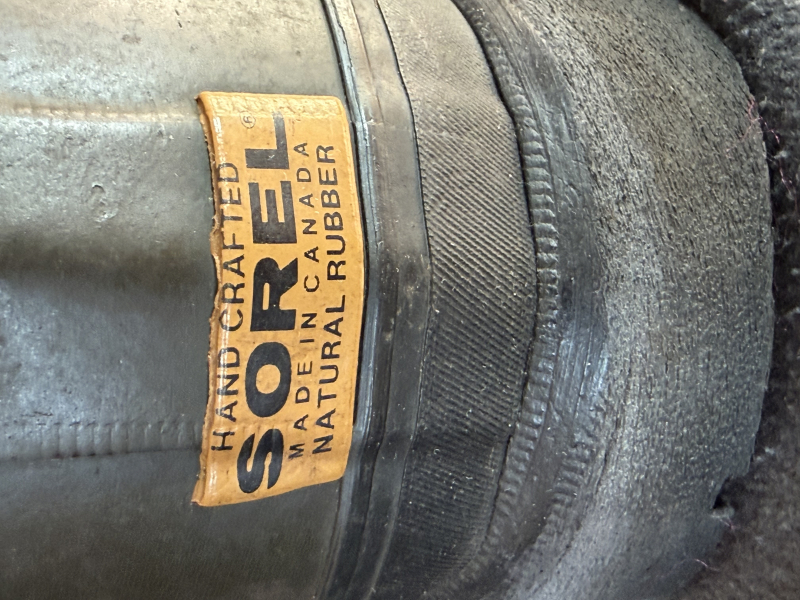 HAND CRAFTED
SOREL®
MADE IN CANADA
NATURAL RUBBER